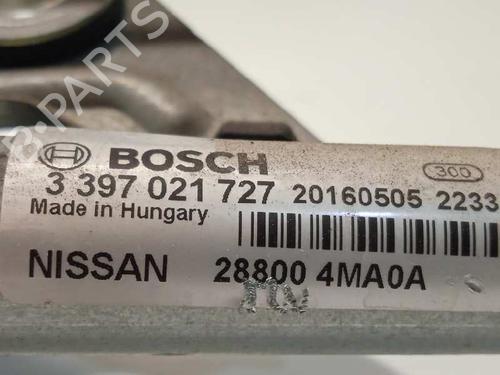 B-PARTS
BOSCH
300
3 397 021 727 20160505 2233
Made in Hungary
NISSAN 28800 4MA0A